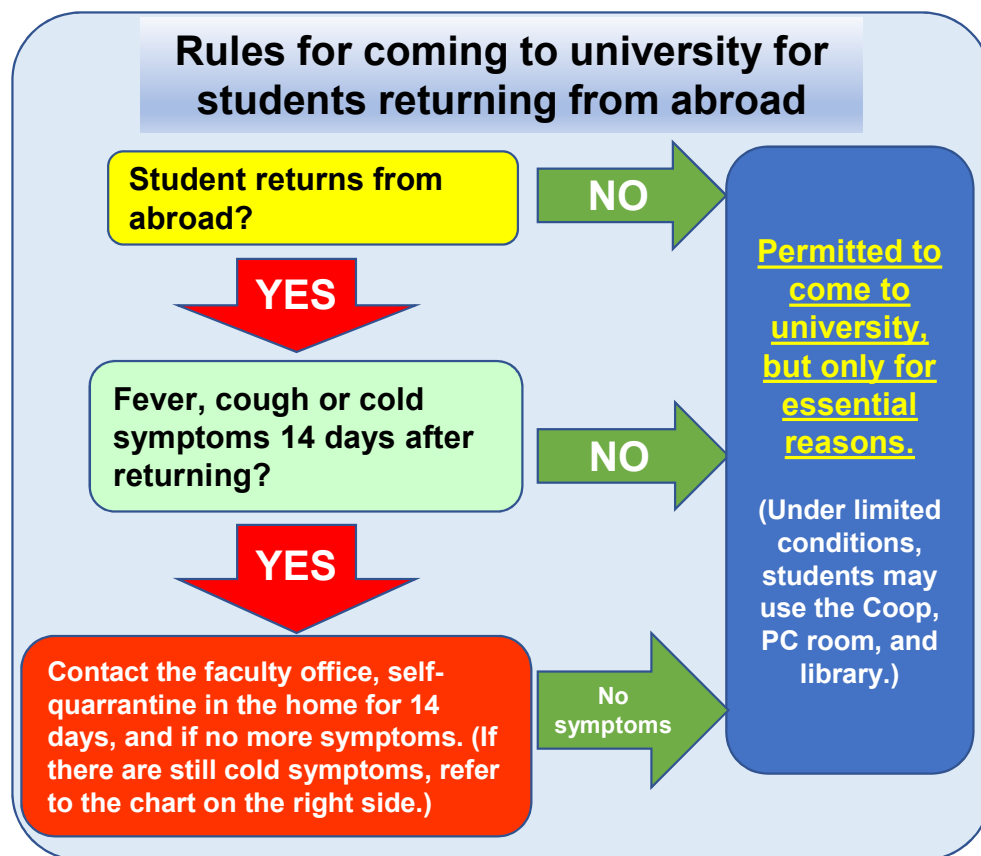 Rules for coming to university for
students returning from abroad
Student returns from
abroad?
NO
YES
Fever, cough or cold
symptoms 14 days after
returning?
NO
YES
Contact the faculty office, self-
quarrantine in the home for 14
days, and if no more symptoms. (If
there are still cold symptoms, refer
to the chart on the right side.)
No
symptoms
Permitted to
come to
university,
but only for
essential
reasons.
(Under limited
conditions,
students may
use the Coop,
PC room, and
library.)